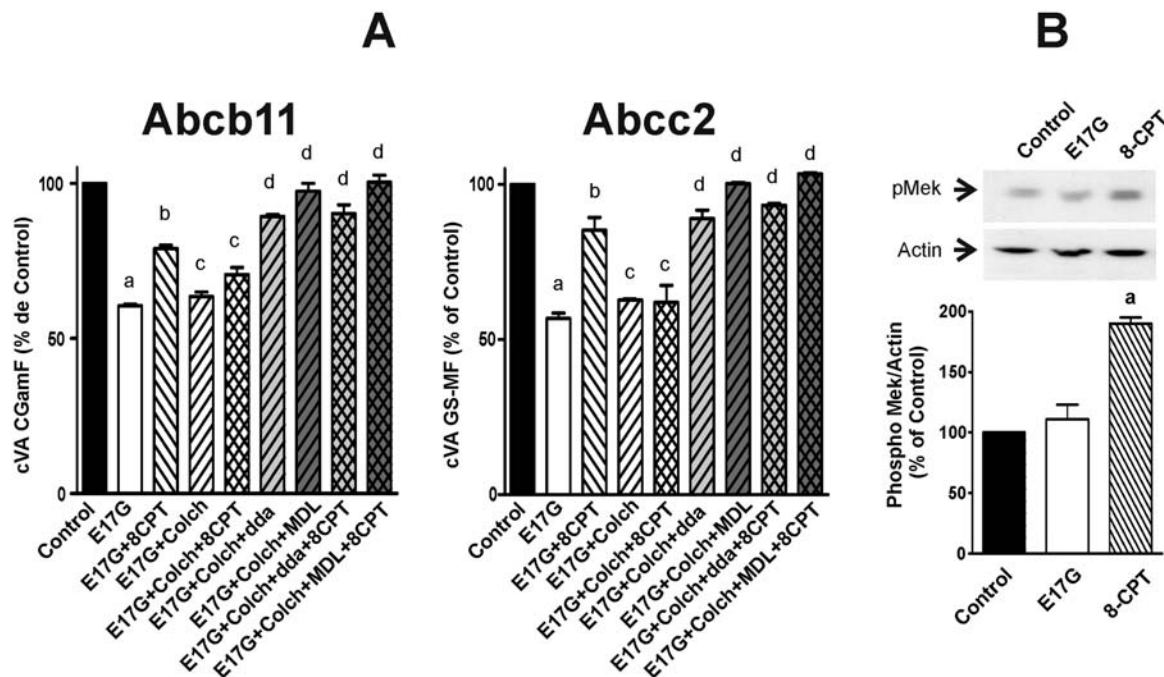 A
B
Abcb11
Abcc2
cVA CGamF (% de Control)
100
50
0
a
b
c
c
d
d
d
d
Control
E17G
E17G+8CPT
E17G+Colch
E17G+Colch+8CPT
E17G+Colch+dda
E17G+Colch+MDL
E17G+Colch+dda+8CPT
E17G+Colch+MDL+8CPT
cVA GS-MF (% of Control)
100
50
0
a
b
c
c
d
d
d
d
Control
E17G
E17G+8CPT
E17G+Colch
E17G+Colch+8CPT
E17G+Colch+dda
E17G+Colch+MDL
E17G+Colch+dda+8CPT
E17G+Colch+MDL+8CPT
Control
E17G
8-CPT
pMek
Actin
Phospho Mek/Actin
(% of Control)
200
150
100
50
0
a
Control
E17G
8-CPT